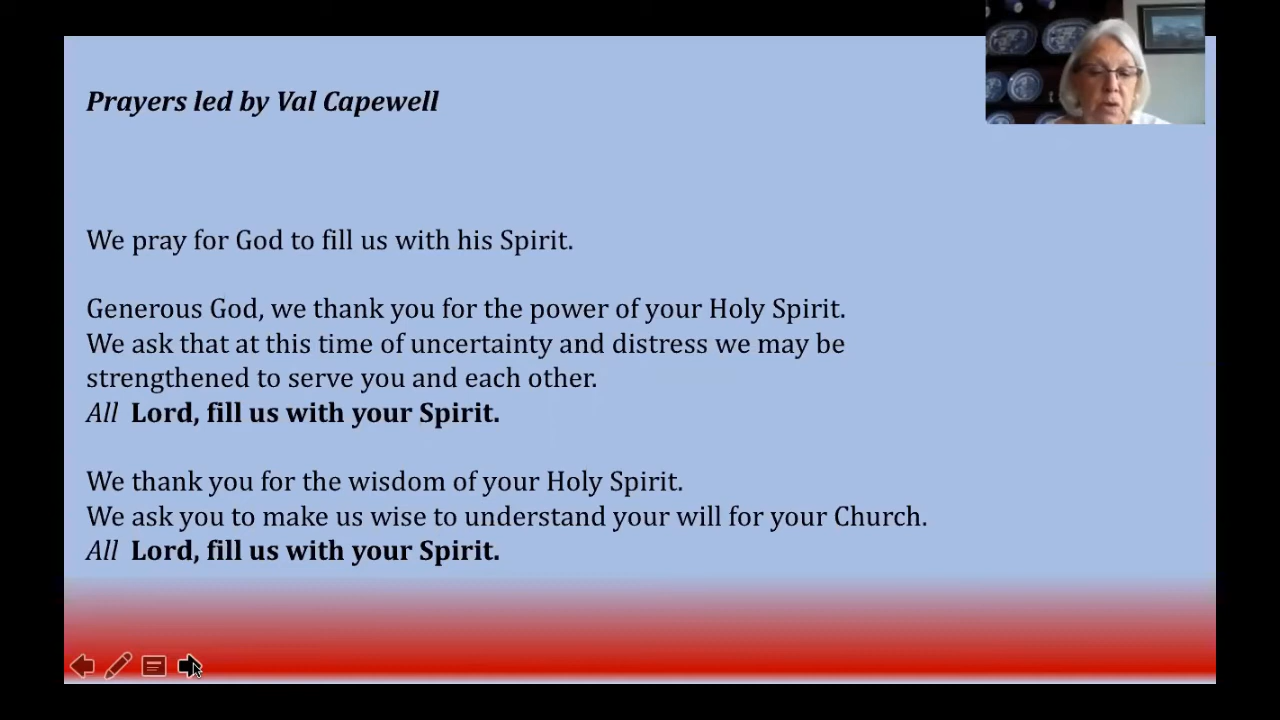 Prayers led by Val Capewell
We pray for God to fill us with his Spirit.
Generous God, we thank you for the power of your Holy Spirit.
We ask that at this time of uncertainty and distress we may be
strengthened to serve you and each other.
All Lord, fill us with your Spirit.
We thank you for the wisdom of your Holy Spirit.
We ask you to make us wise to understand your will for your Church.
All Lord, fill us with your Spirit.